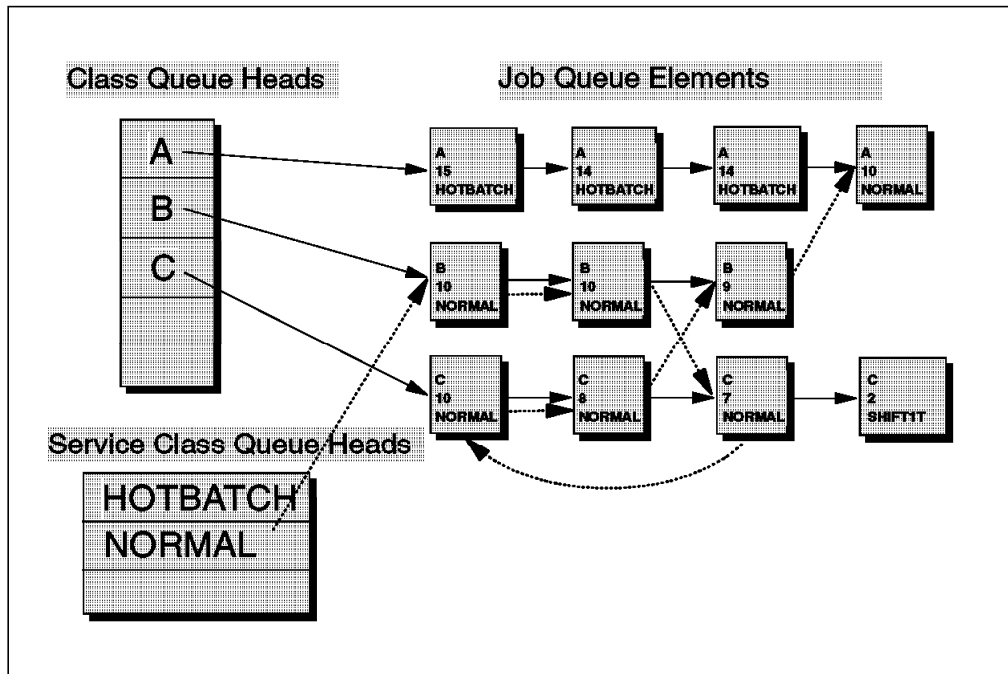 Class Queue Heads
Job Queue Elements
A
B
C
A
15
HOTBATCH
A
14
HOTBATCH
A
14
HOTBATCH
A
10
NORMAL
B
10
NORMAL
B
10
NORMAL
B
9
NORMAL
C
10
NORMAL
C
8
NORMAL
C
7
NORMAL
C
2
SHIFT1T
Service Class Queue Heads
HOTBATCH
NORMAL